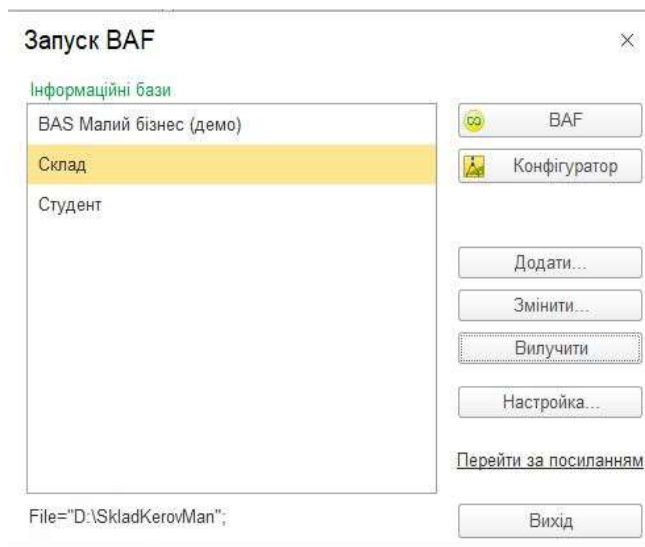 Запуск BAF
Інформаційні бази
BAS Малий бізнес (демо)
Склад
Студент
BAF
Конфігуратор
Додати...
Змінити...
Вилучити
Настройка...
Перейти за посиланням
File="D:\SkladKerovMan";
Вихід